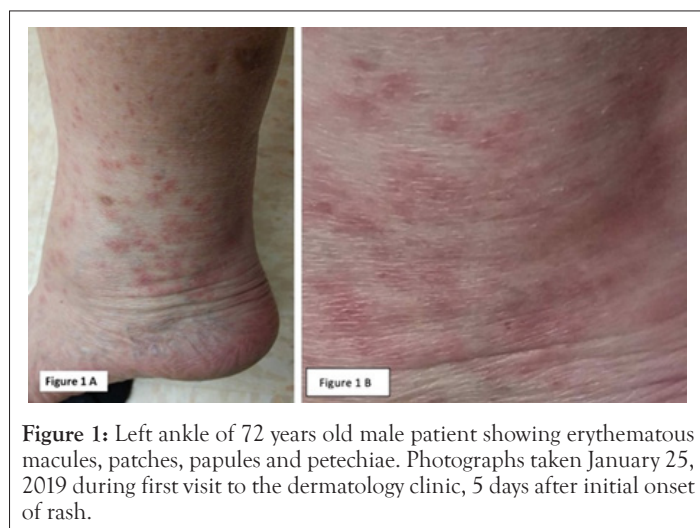 Figure 1 A
Figure 1 B
Figure 1: Left ankle of 72 years old male patient showing erythematous
macules, patches, papules and petechiae. Photographs taken January 25,
2019 during first visit to the dermatology clinic, 5 days after initial onset
of rash.